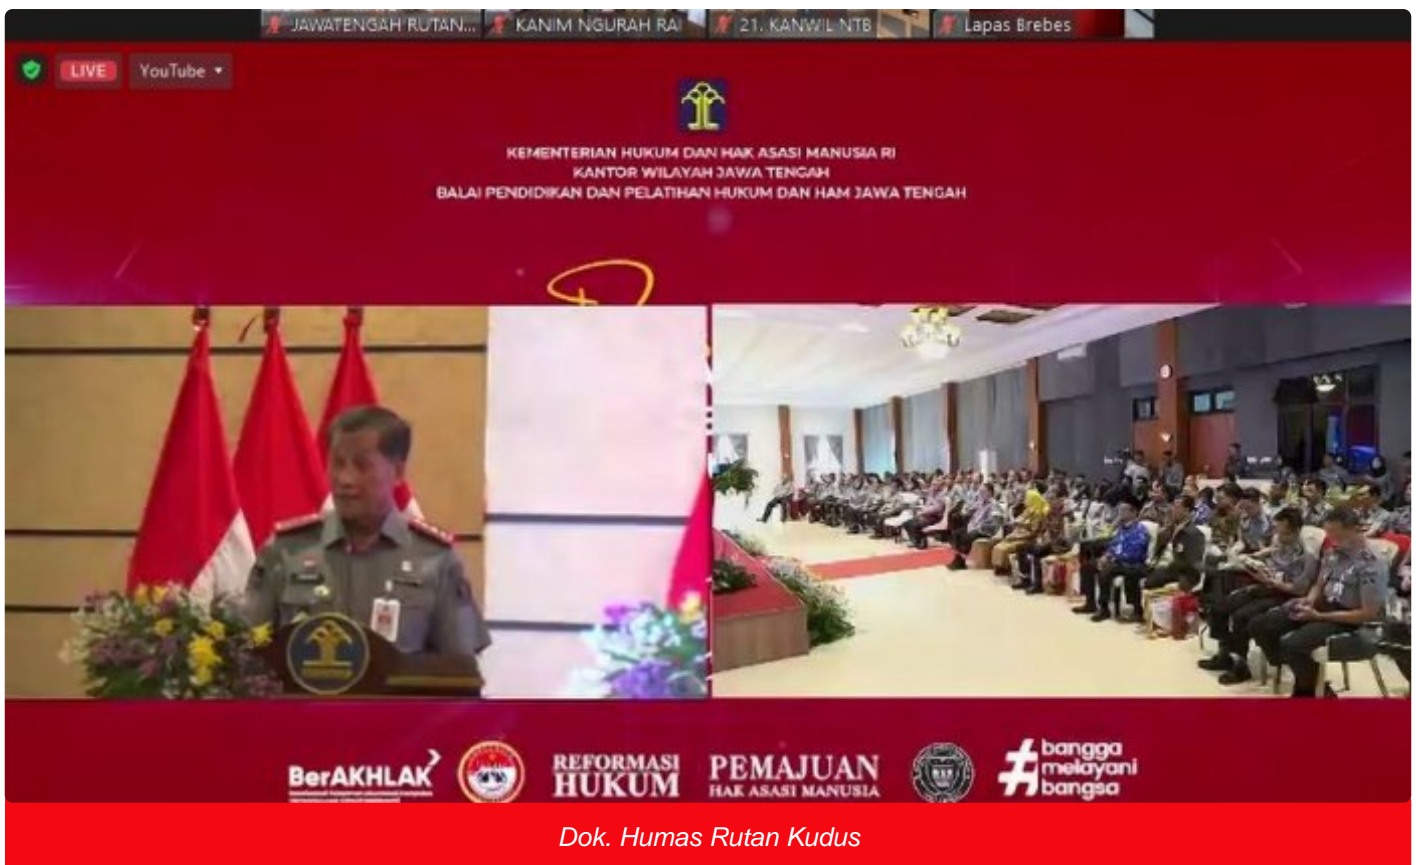 JAWATENGAH RUTAN...
KANIM NGURAH RAI
21. KANWIL NTB
Lapas Brebes
LIVE
YouTube
KEMENTERIAN HUKUM DAN HAK ASASI MANUSIA RI
KANTOR WILAYAH JAWA TENGAH
BALAI PENDIDIKAN DAN PELATIHAN HUKUM DAN HAM JAWA TENGAH
BerAKHLAK
REFORMASI
HUKUM
PEMAJUAN
HAK ASASI MANUSIA
#bangga
melayani
bangsa
Dok. Humas Rutan Kudus